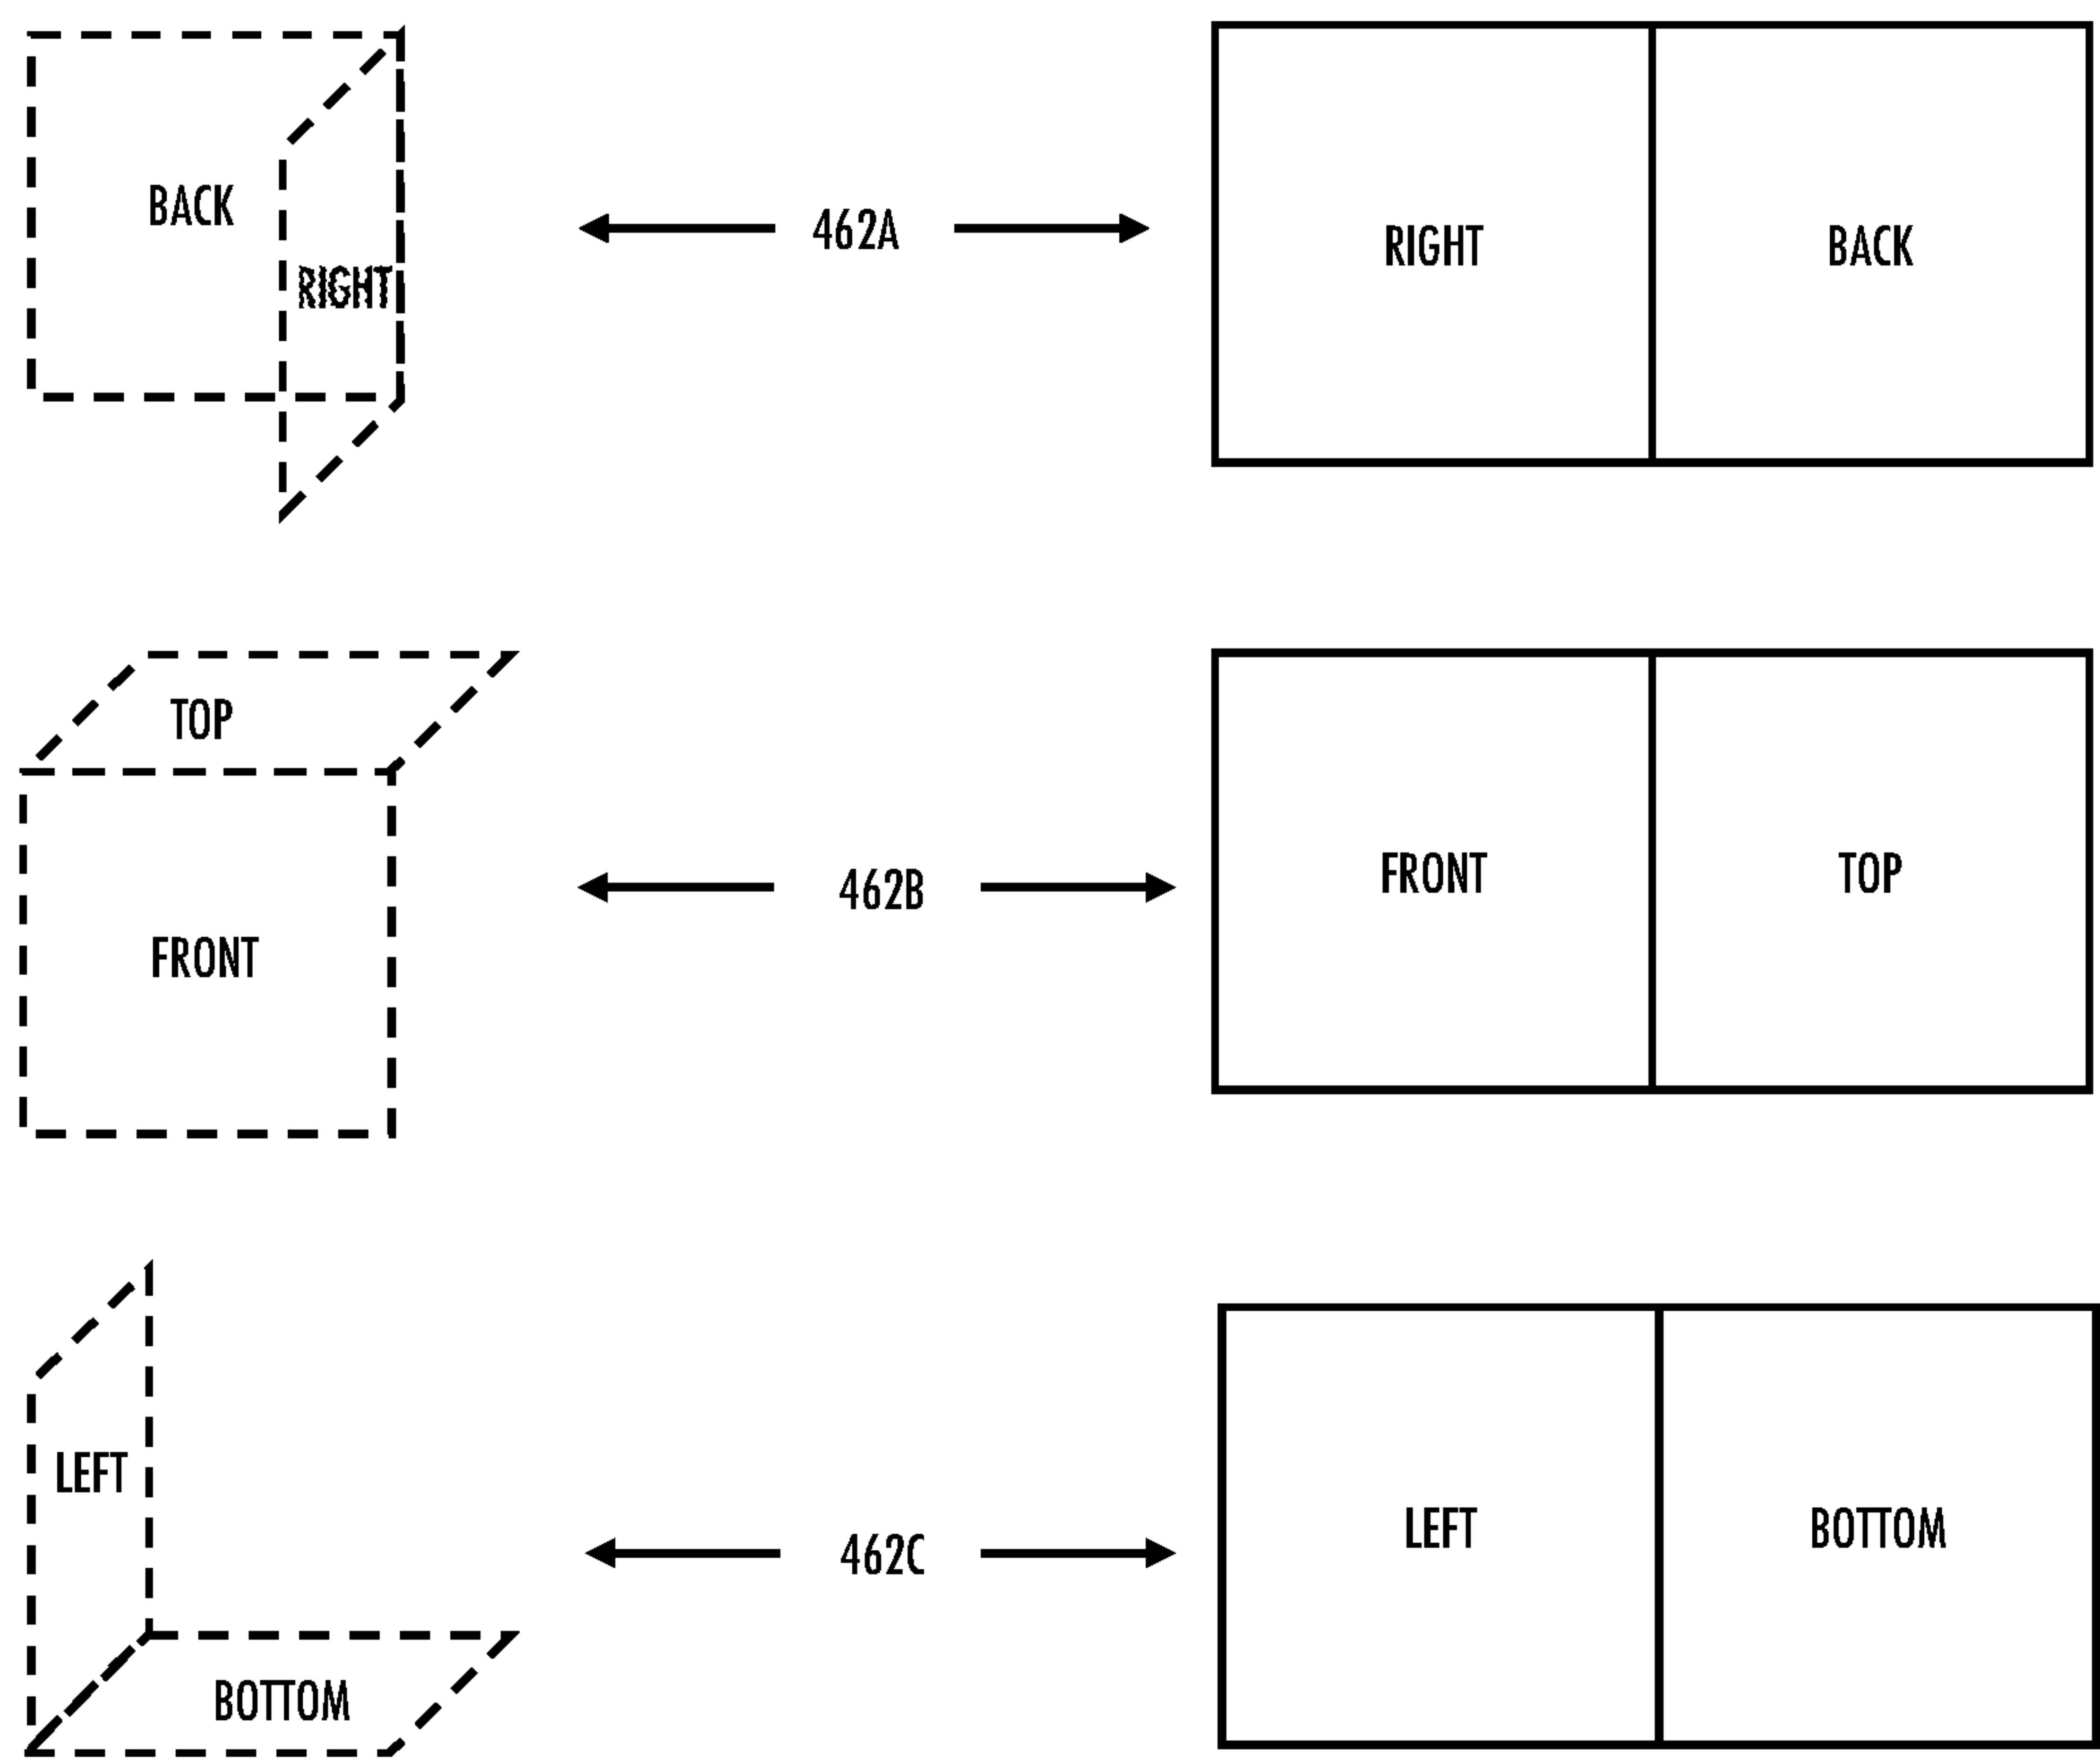 BACK
RIGHT
462A
RIGHT
BACK
TOP
FRONT
462B
FRONT
TOP
LEFT
BOTTOM
462C
LEFT
BOTTOM